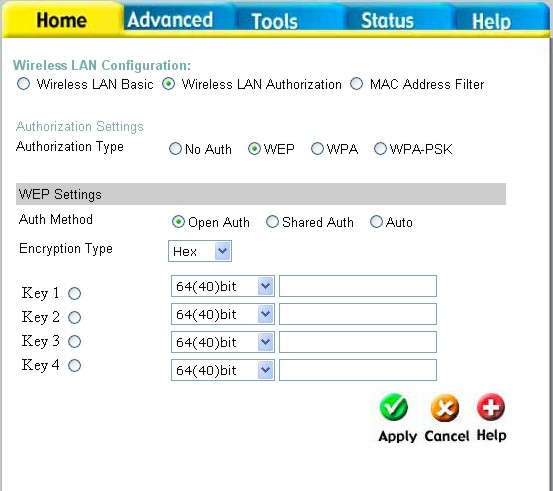 Home Advanced Tools Status Help
Wireless LAN Configuration:
Wireless LAN Basic Wireless LAN Authorization MAC Address Filter
Authorization Settings
Authorization Type No Auth WEP WPA WPA-PSK
WEP Settings
Auth Method Open Auth Shared Auth Auto
Encryption Type Hex
Key 1 64(40)bit
Key 2 64(40)bit
Key 3 64(40)bit
Key 4 64(40)bit
Apply Cancel Help